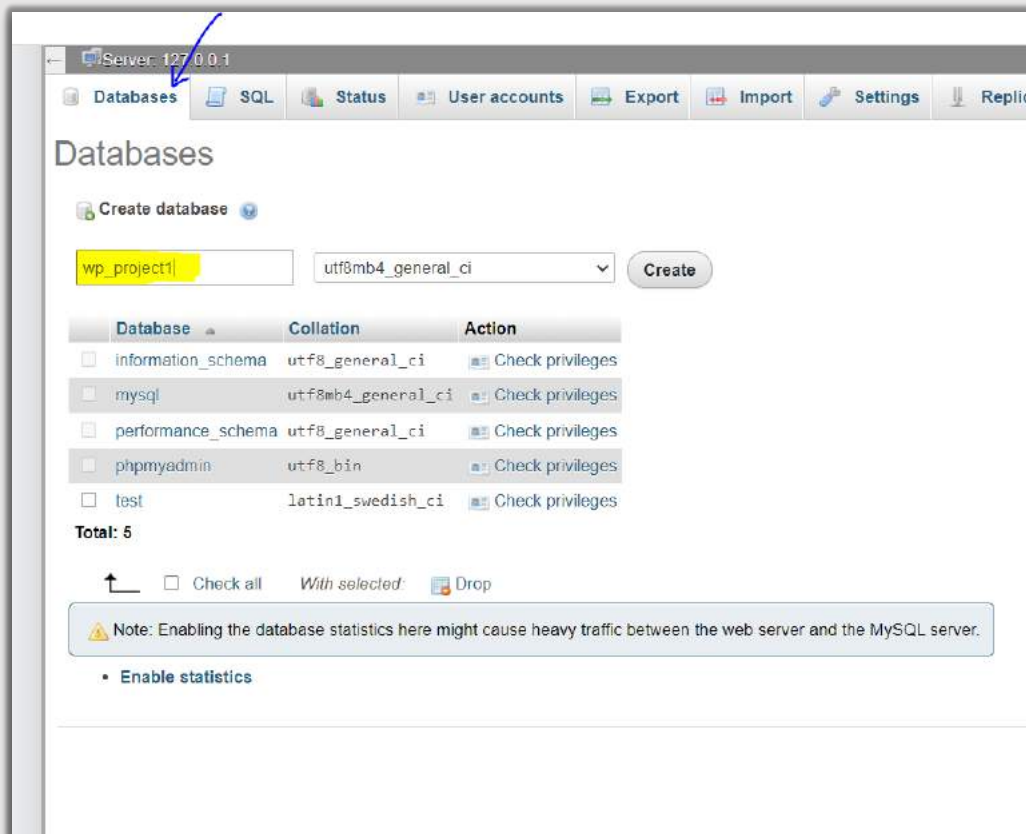 Server: 127.0.0.1
Databases SQL Status User accounts Export Import Settings Replic
Databases
Create database
wp_project1 utf8mb4_general_ci Create
Database Collation Action
information_schema utf8_general_ci Check privileges
mysql utf8mb4_general_ci Check privileges
performance_schema utf8_general_ci Check privileges
phpmyadmin utf8_bin Check privileges
test latin1_swedish_ci Check privileges
Total: 5
Check all With selected: Drop
Note: Enabling the database statistics here might cause heavy traffic between the web server and the MySQL server.
• Enable statistics